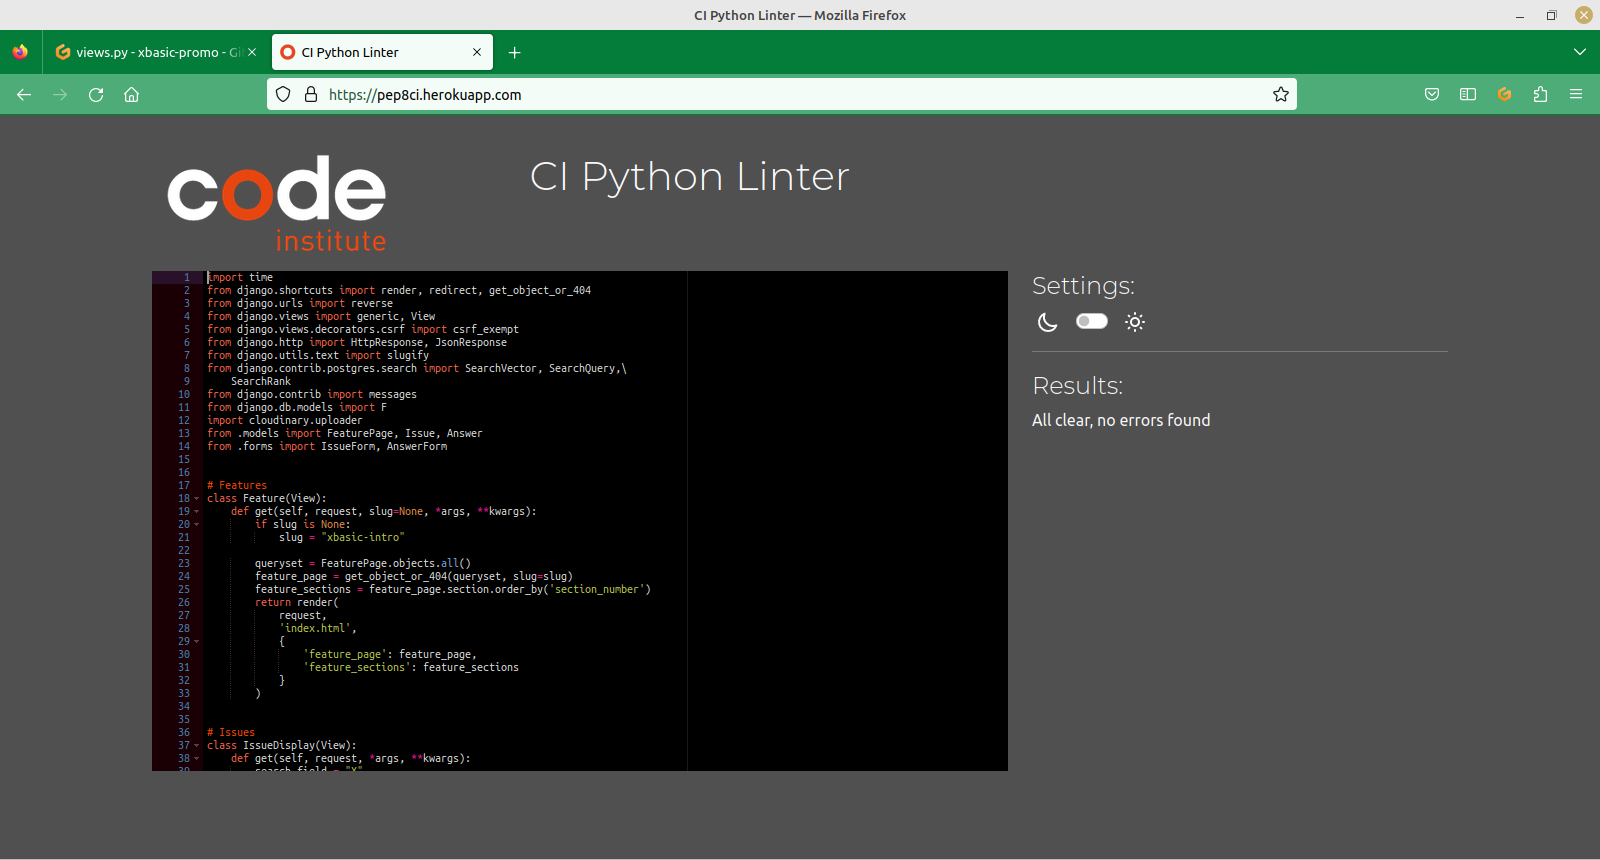 CI Python Linter — Mozilla Firefox
views.py - xbasic-promo - Gi
CI Python Linter
https://pep8ci.herokuapp.com
code
institute
CI Python Linter
1 import time
2 from django.shortcuts import render, redirect, get_object_or_404
3 from django.urls import reverse
4 from django.views import generic, View
5 from django.views.decorators.csrf import csrf_exempt
6 from django.http import HttpResponse, JsonResponse
7 from django.utils.text import slugify
8 from django.contrib.postgres.search import SearchVector, SearchQuery,\
9     SearchRank
10 from django.contrib import messages
11 from django.db.models import F
12 import cloudinary.uploader
13 from .models import FeaturePage, Issue, Answer
14 from .forms import IssueForm, AnswerForm
15
16
17 # Features
18 class Feature(View):
19     def get(self, request, slug=None, *args, **kwargs):
20         if slug is None:
21             slug = "xbasic-intro"
22
23         queryset = FeaturePage.objects.all()
24         feature_page = get_object_or_404(queryset, slug=slug)
25         feature_sections = feature_page.section.order_by('section_number')
26         return render(
27             request,
28             'index.html',
29             {
30                 'feature_page': feature_page,
31                 'feature_sections': feature_sections
32             }
33         )
34
35
36 # Issues
37 class IssueDisplay(View):
38     def get(self, request, *args, **kwargs):
39         search_field = "X"
Settings:
Results:
All clear, no errors found